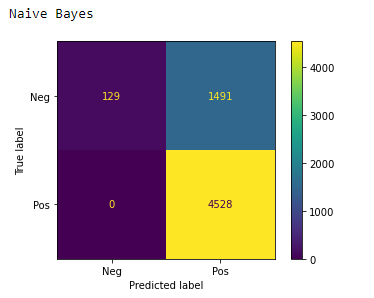 Naive Bayes
Neg
129
1491
Pos
0
4528
True label
Neg
Pos
Predicted label
4000
3000
2000
1000
0